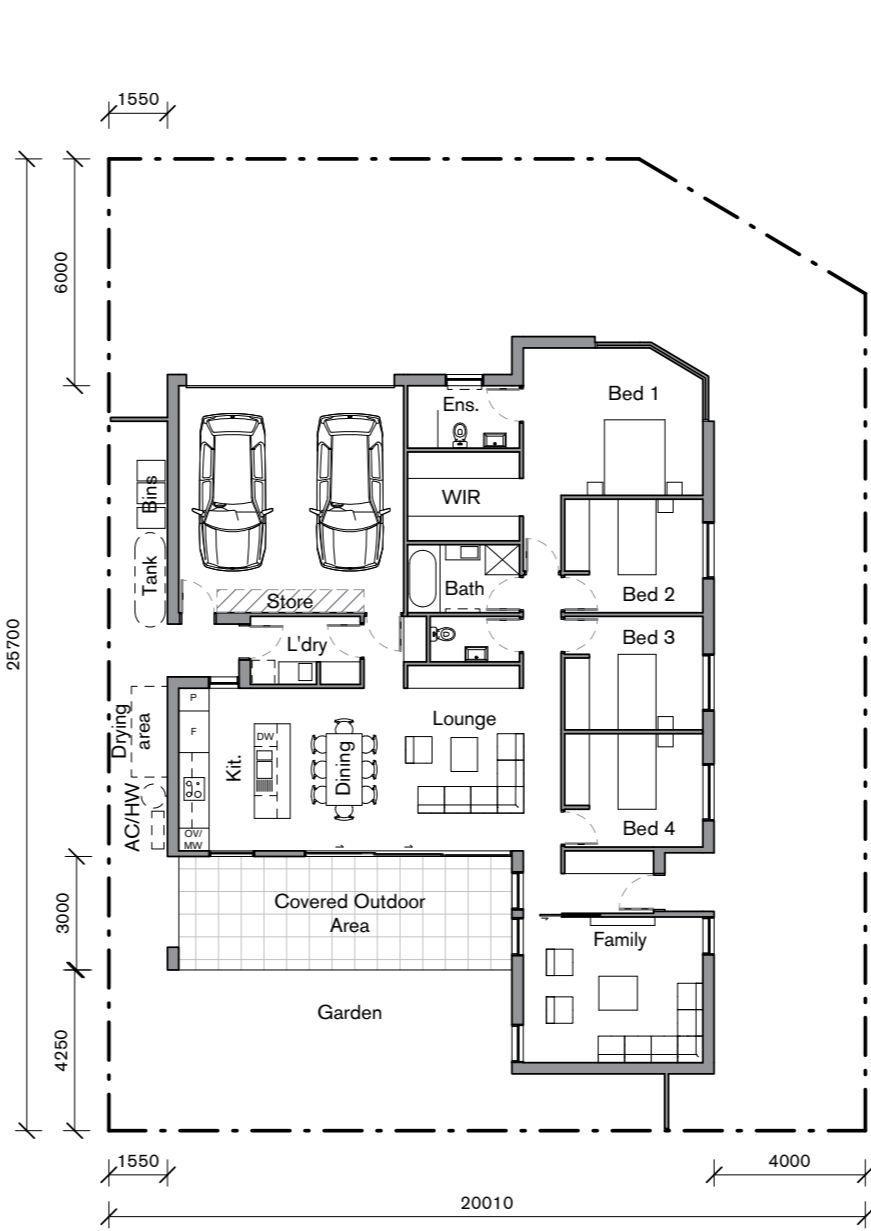 1550
6000
25700
Bed 1
Ens.
WIR
Bins
Tank
Store
Bath
Bed 2
L'dry
Bed 3
P
F
Drying
area
Lounge
DW
Kit.
Dining
AC/HW
OV/
MW
Bed 4
3000
Covered Outdoor
Area
Family
Garden
4250
1550
4000
20010